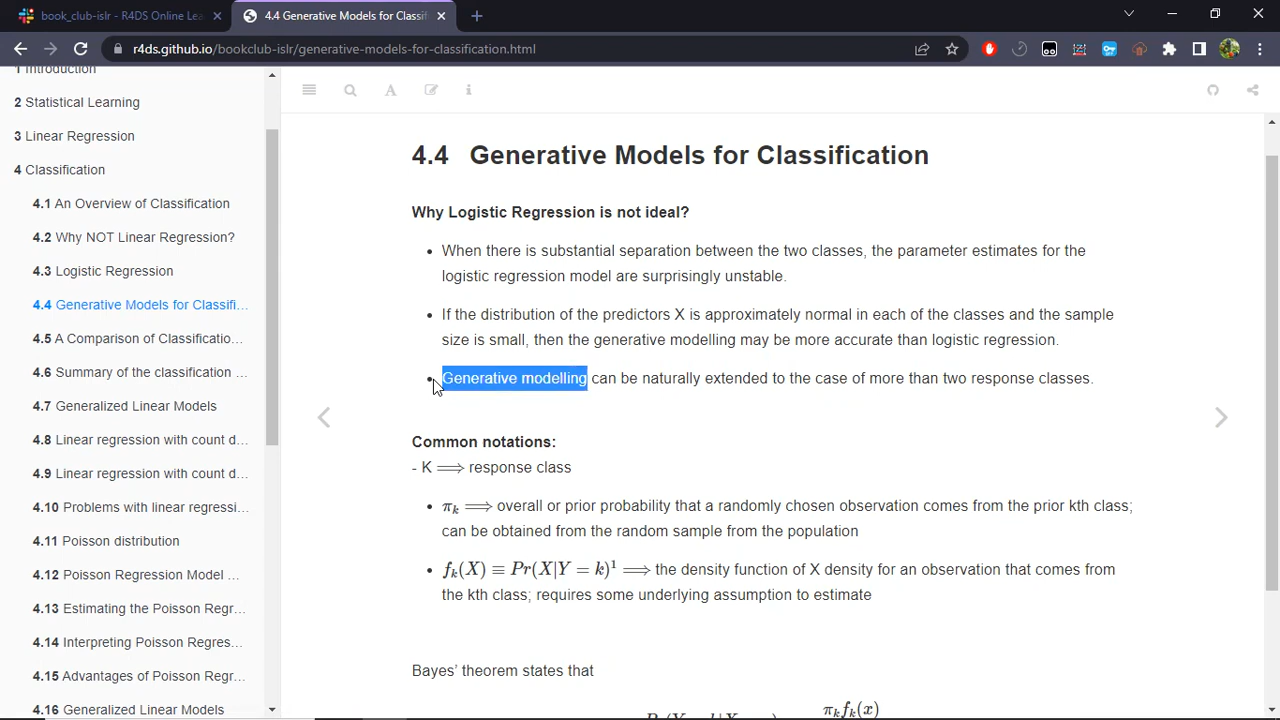 book_club-islr - R4DS Online Lea
4.4 Generative Models for Classifi
r4ds.github.io/bookclub-islr/generative-models-for-classification.html
1 Introduction
2 Statistical Learning
3 Linear Regression
4 Classification
4.1 An Overview of Classification
4.2 Why NOT Linear Regression?
4.3 Logistic Regression
4.4 Generative Models for Classifi…
4.5 A Comparison of Classificatio…
4.6 Summary of the classification …
4.7 Generalized Linear Models
4.8 Linear regression with count d…
4.9 Linear regression with count d…
4.10 Problems with linear regressi…
4.11 Poisson distribution
4.12 Poisson Regression Model …
4.13 Estimating the Poisson Regr…
4.14 Interpreting Poisson Regres…
4.15 Advantages of Poisson Regr…
4.16 Generalized Linear Models
4.4 Generative Models for Classification
Why Logistic Regression is not ideal?
• When there is substantial separation between the two classes, the parameter estimates for the
logistic regression model are surprisingly unstable.
• If the distribution of the predictors X is approximately normal in each of the classes and the sample
size is small, then the generative modelling may be more accurate than logistic regression.
• Generative modelling can be naturally extended to the case of more than two response classes.
Common notations:
- K ⟹ response class
• πₖ ⟹ overall or prior probability that a randomly chosen observation comes from the prior kth class;
can be obtained from the random sample from the population
• fₖ(X) ≡ Pr(X|Y = k)¹ ⟹ the density function of X density for an observation that comes from
the kth class; requires some underlying assumption to estimate
Bayes' theorem states that
πₖfₖ(x)